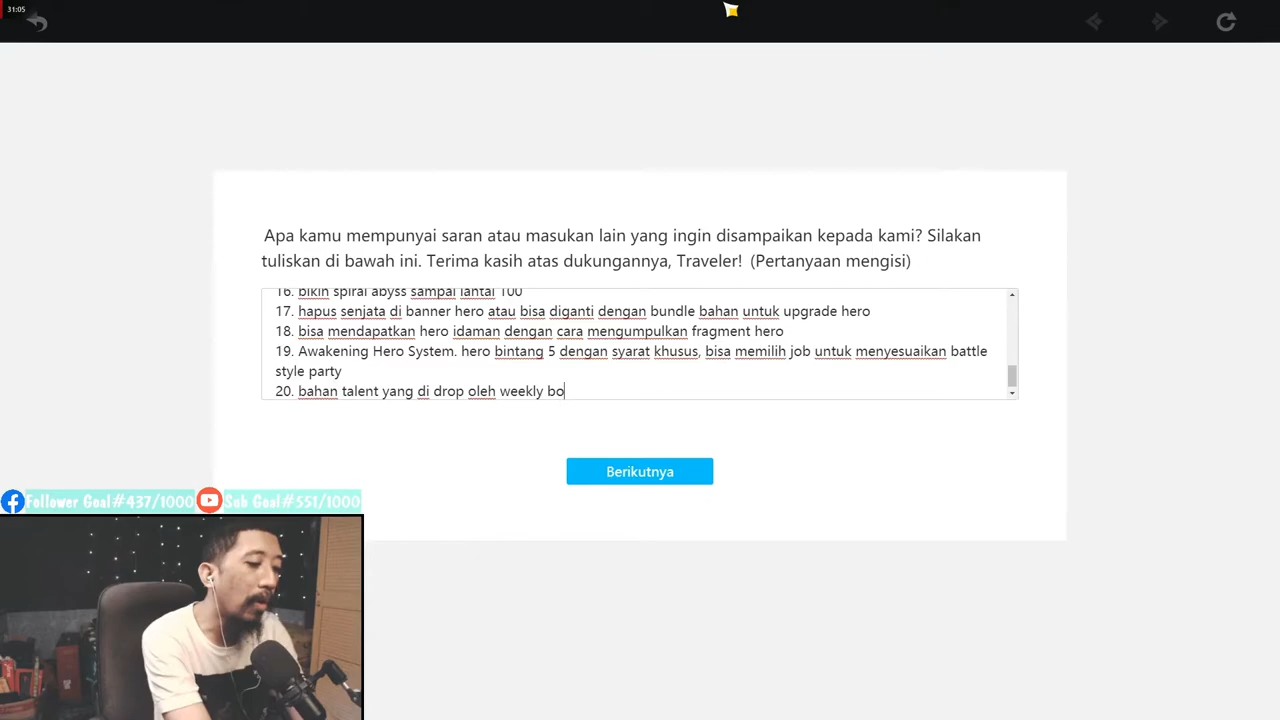 31:05
Apa kamu mempunyai saran atau masukan lain yang ingin disampaikan kepada kami? Silakan
tuliskan di bawah ini. Terima kasih atas dukungannya, Traveler! (Pertanyaan mengisi)
16. bikin spiral abyss sampai lantai 100
17. hapus senjata di banner hero atau bisa diganti dengan bundle bahan untuk upgrade hero
18. bisa mendapatkan hero idaman dengan cara mengumpulkan fragment hero
19. Awakening Hero System. hero bintang 5 dengan syarat khusus, bisa memilih job untuk menyesuaikan battle
style party
20. bahan talent yang di drop oleh weekly bo
Berikutnya
Follower Goal#437/1000 Sub Goal#551/1000